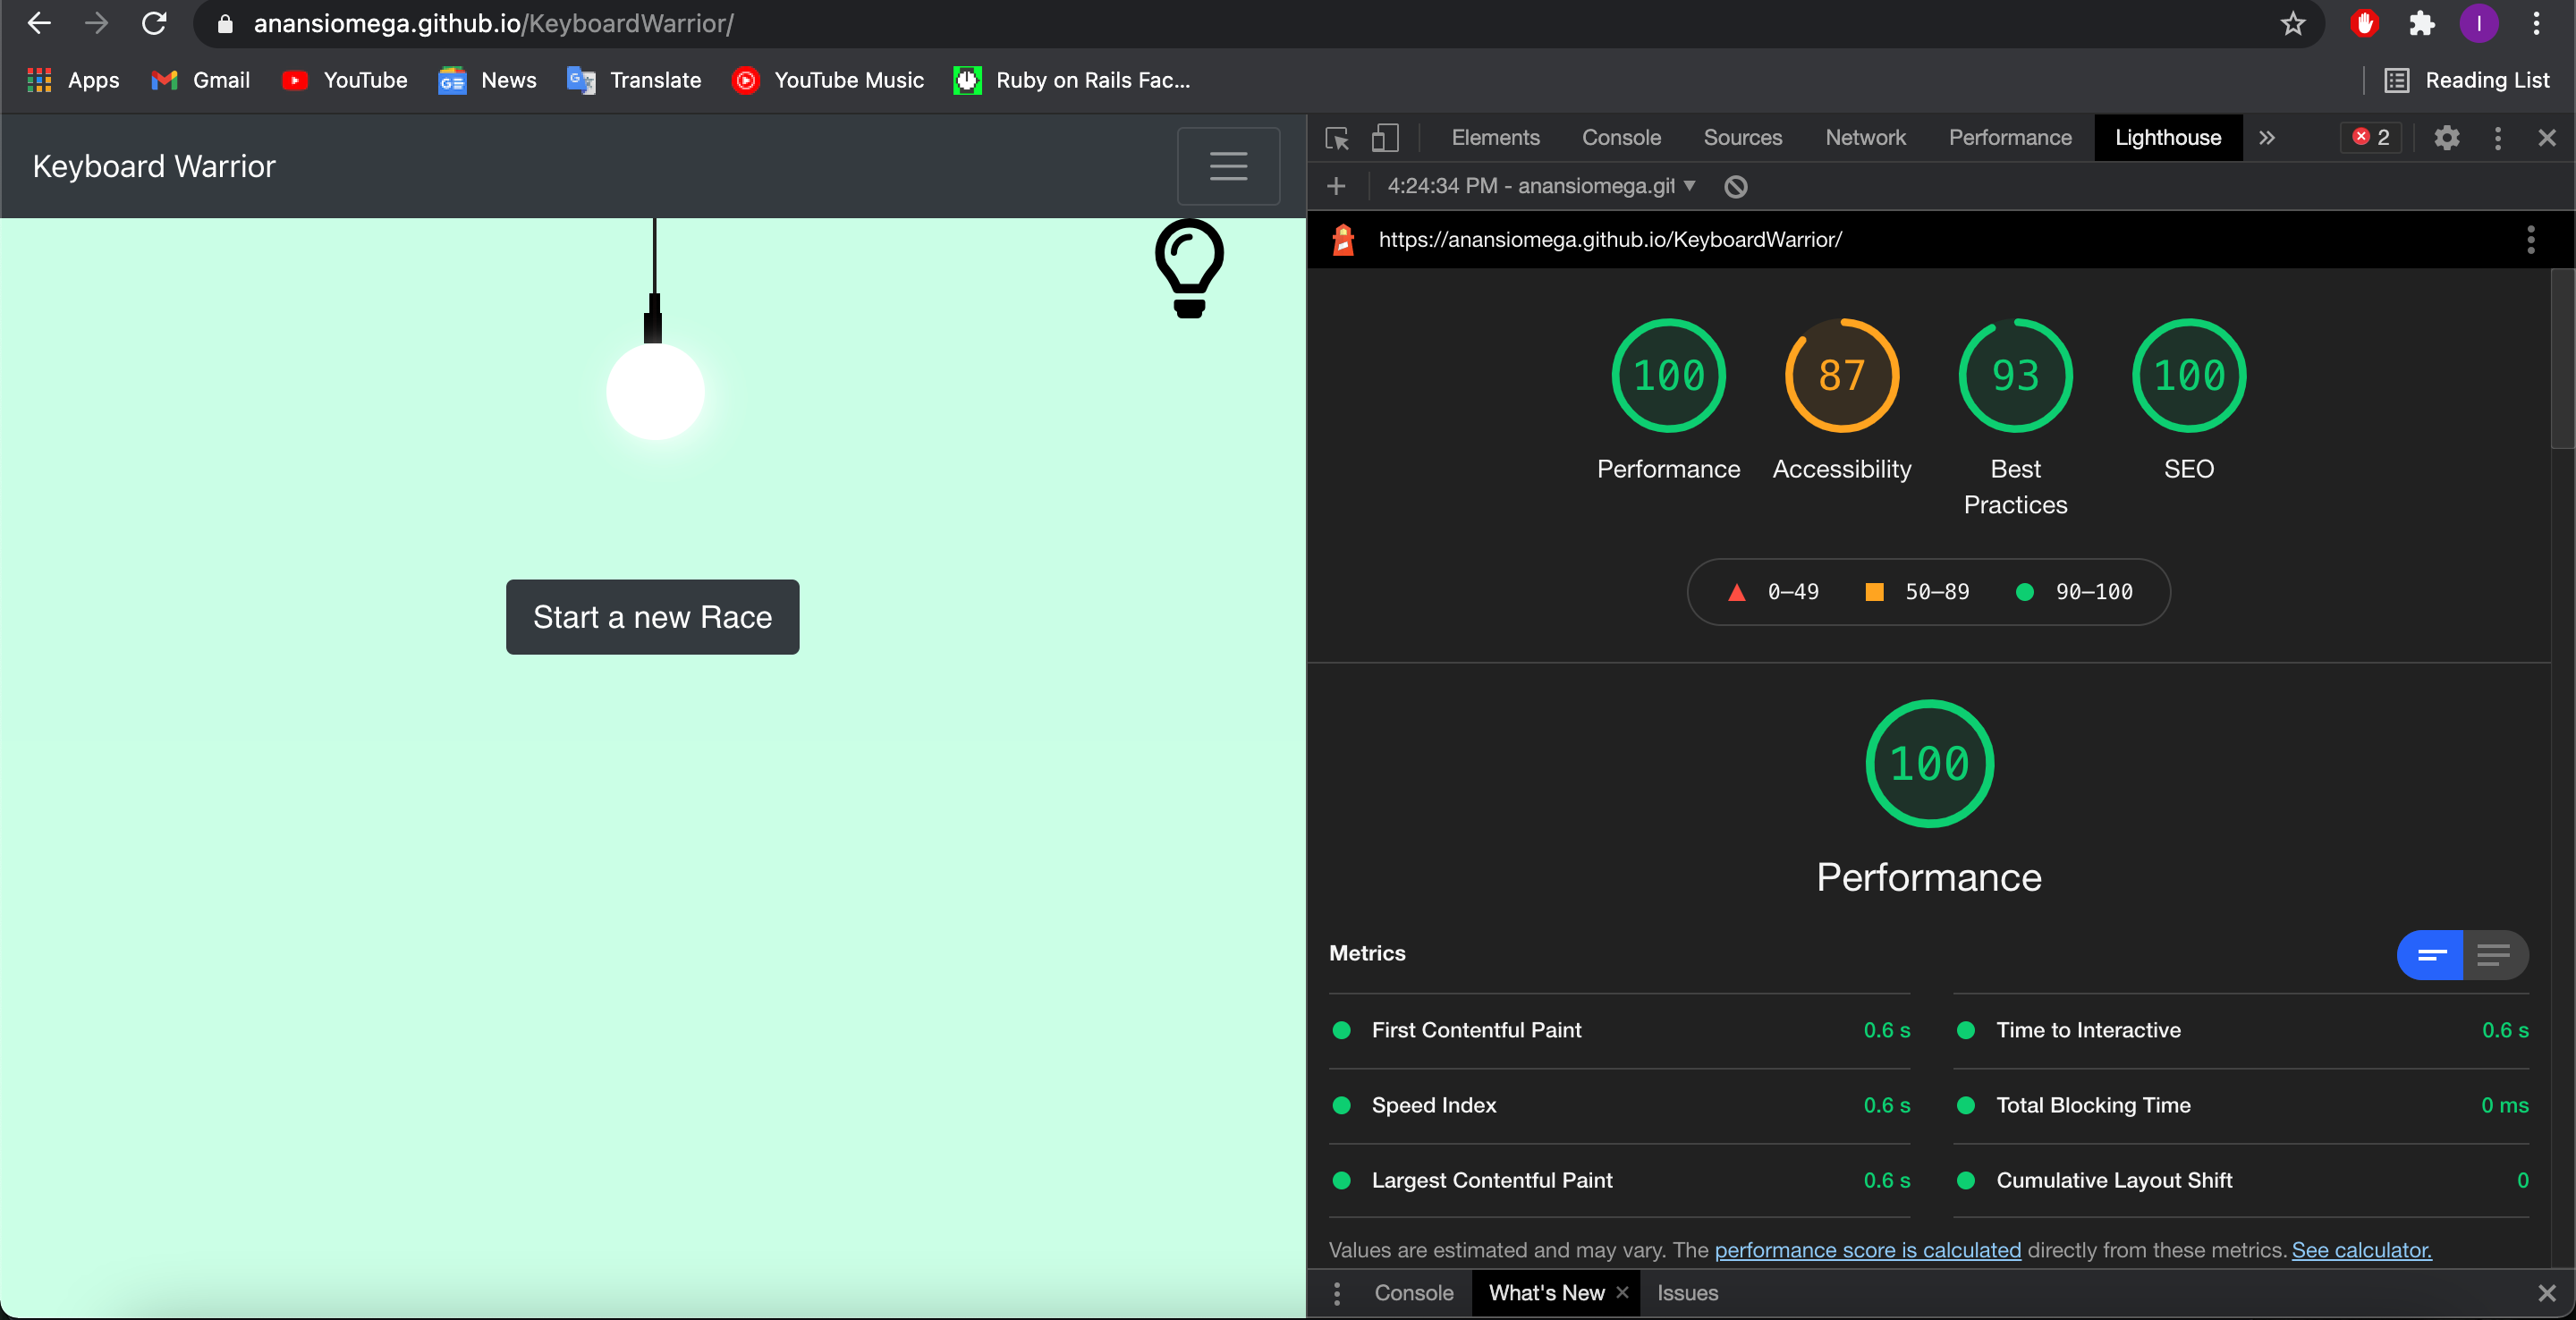 anansiomega.github.io/KeyboardWarrior/
I
Apps Gmail YouTube News Translate YouTube Music Ruby on Rails Fac... Reading List
Keyboard Warrior
Start a new Race
Elements Console Sources Network Performance Lighthouse 2
4:24:34 PM - anansiomega.git
https://anansiomega.github.io/KeyboardWarrior/
100 87 93 100
Performance Accessibility Best Practices SEO
0–49 50–89 90–100
100
Performance
Metrics
First Contentful Paint 0.6 s
Time to Interactive 0.6 s
Speed Index 0.6 s
Total Blocking Time 0 ms
Largest Contentful Paint 0.6 s
Cumulative Layout Shift 0
Values are estimated and may vary. The performance score is calculated directly from these metrics. See calculator.
Console What's New Issues